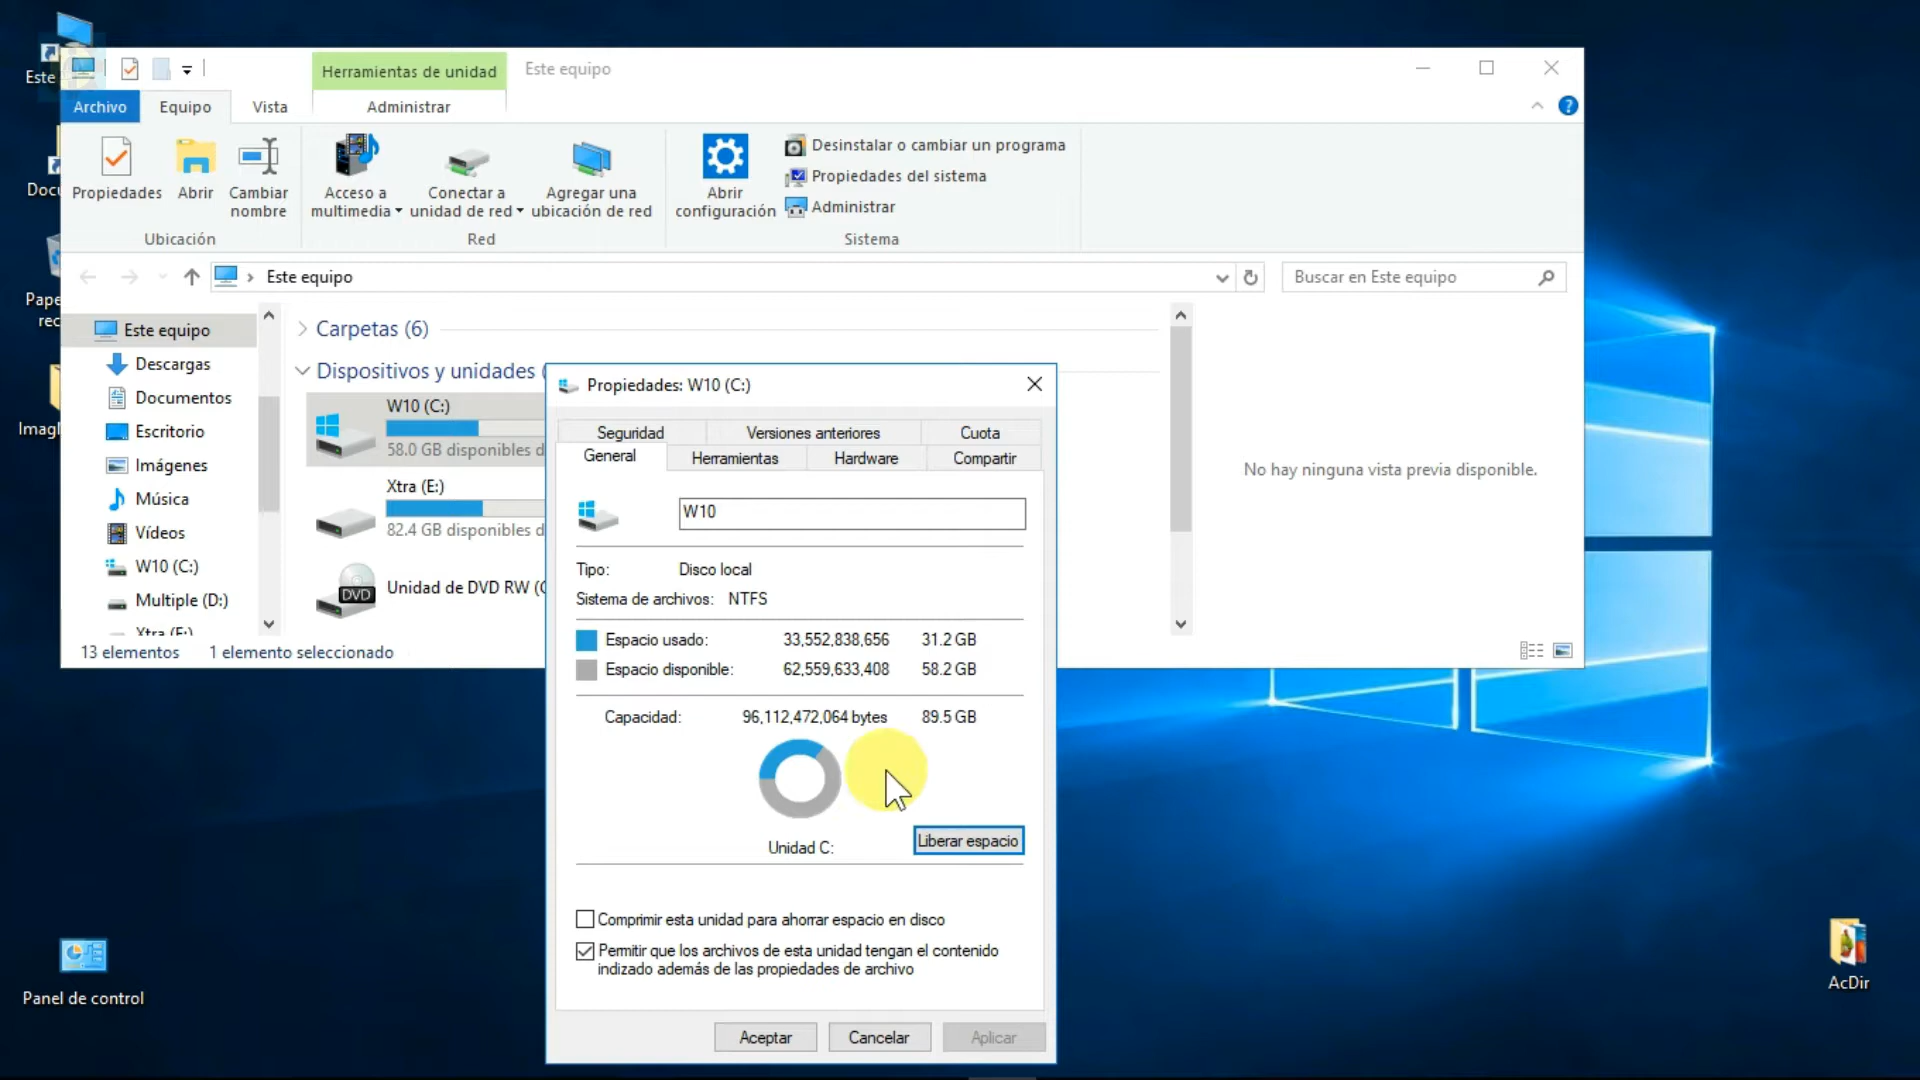 Este
Herramientas de unidad
Este equipo
Archivo
Equipo
Vista
Administrar
Propiedades
Abrir
Cambiar
nombre
Ubicación
Acceso a
multimedia
Conectar a
unidad de red
Agregar una
ubicación de red
Red
Abrir
configuración
Desinstalar o cambiar un programa
Propiedades del sistema
Administrar
Sistema
Este equipo
Buscar en Este equipo
Docu
Pape
rec
Imagl
Este equipo
Descargas
Documentos
Escritorio
Imágenes
Música
Vídeos
W10 (C:)
Multiple (D:)
Xtra (E:)
Carpetas (6)
Dispositivos y unidades (
W10 (C:)
58.0 GB disponibles d
Xtra (E:)
82.4 GB disponibles d
DVD
Unidad de DVD RW (
No hay ninguna vista previa disponible.
13 elementos
1 elemento seleccionado
Propiedades: W10 (C:)
Seguridad
Versiones anteriores
Cuota
General
Herramientas
Hardware
Compartir
W10
Tipo: Disco local
Sistema de archivos: NTFS
Espacio usado: 33,552,838,656 31.2 GB
Espacio disponible: 62,559,633,408 58.2 GB
Capacidad: 96,112,472,064 bytes 89.5 GB
Unidad C:
Liberar espacio
Comprimir esta unidad para ahorrar espacio en disco
Permitir que los archivos de esta unidad tengan el contenido
indizado además de las propiedades de archivo
Aceptar
Cancelar
Aplicar
Panel de control
AcDir